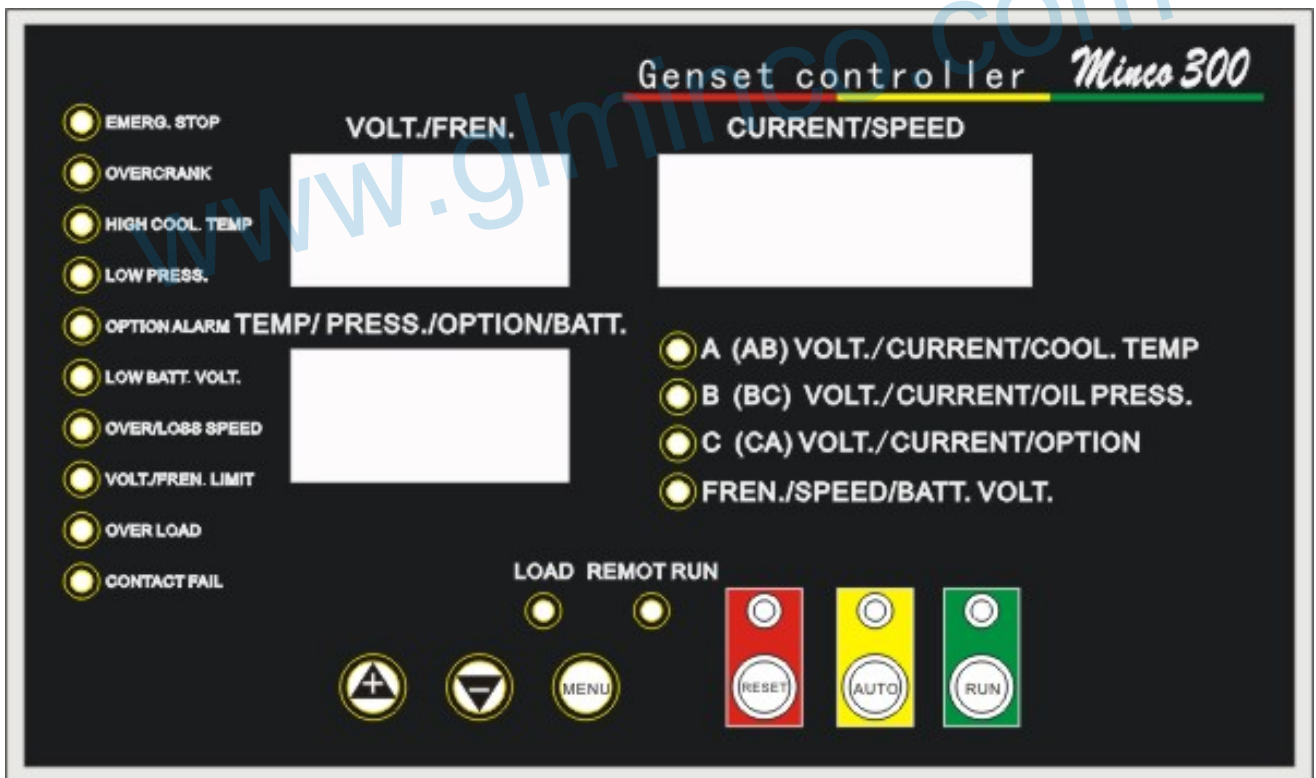 www.glminco.com
Genset controller Minco 300
EMERG. STOP
OVERCRANK
HIGH COOL. TEMP
LOW PRESS.
OPTION ALARM
LOW BATT. VOLT.
OVER/LOSS SPEED
VOLT./FREN. LIMIT
OVER LOAD
CONTACT FAIL
VOLT./FREN.
CURRENT/SPEED
TEMP/ PRESS./OPTION/BATT.
A (AB) VOLT./CURRENT/COOL. TEMP
B (BC) VOLT./CURRENT/OIL PRESS.
C (CA) VOLT./CURRENT/OPTION
FREN./SPEED/BATT. VOLT.
LOAD REMOT RUN
+ − MENU RESET AUTO RUN